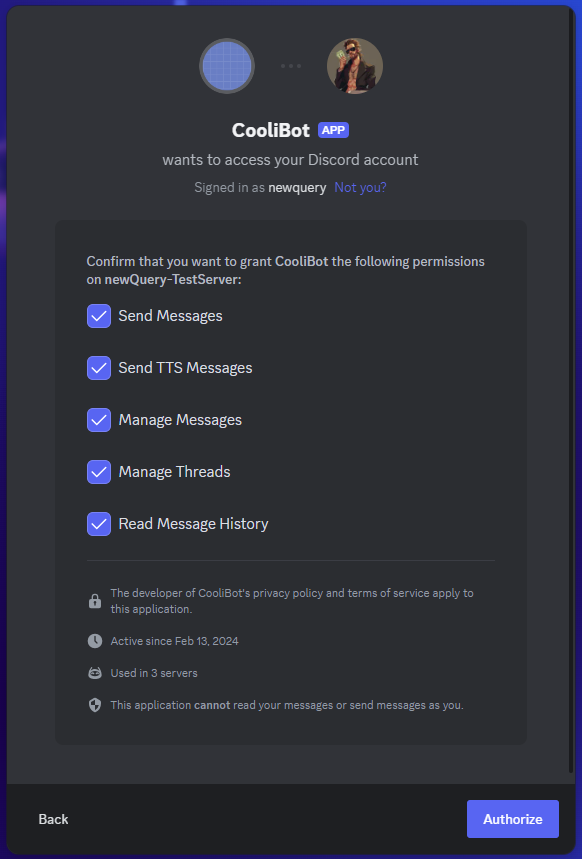 CooliBot APP
wants to access your Discord account
Signed in as newquery Not you?
Confirm that you want to grant CooliBot the following permissions
on newQuery-TestServer:
Send Messages
Send TTS Messages
Manage Messages
Manage Threads
Read Message History
The developer of CooliBot's privacy policy and terms of service apply to
this application.
Active since Feb 13, 2024
Used in 3 servers
This application cannot read your messages or send messages as you.
Back
Authorize